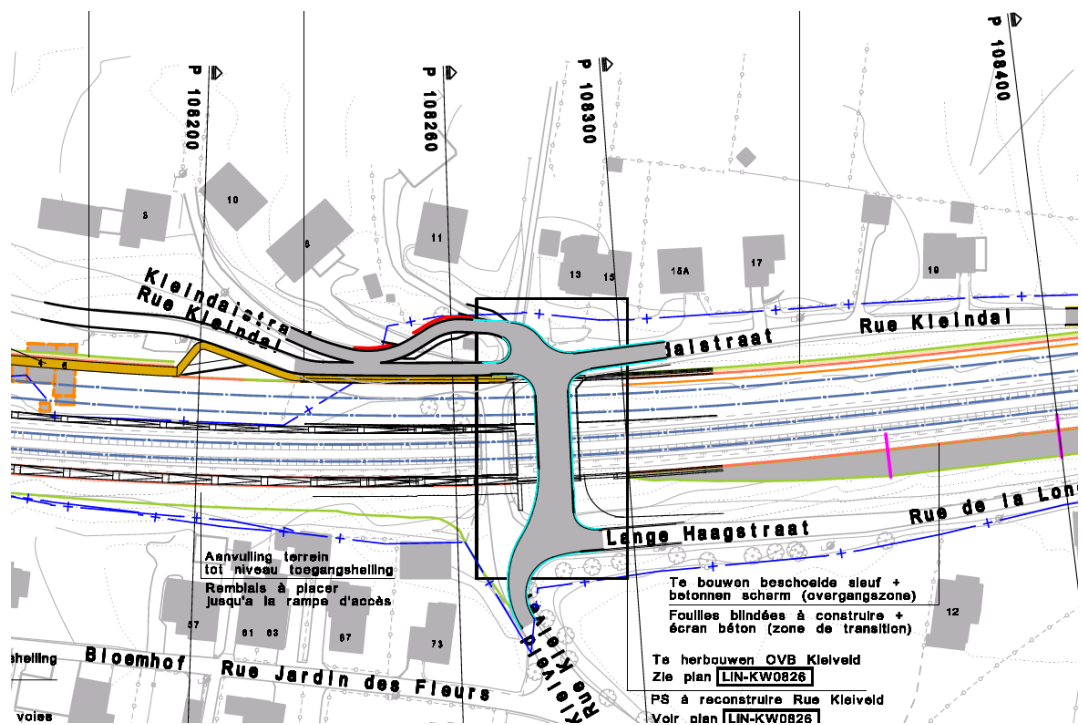 P 108200
P 108260
P 108300
P 108400
10
11
13
15
15A
17
19
Rue Kleindal
Rue Kleindal
Lange Haagstraat
Rue de la Long
Aanvulling terrein
tot niveau toegangshelling
Remblais à placer
jusqu'a la rampe d'accès
Te bouwen beschoeide sleuf +
betonnen scherm (overgangszone)
Fouilles blindées à construire +
écran béton (zone de transition)
12
57
61 63
67
73
Bloemhof Rue Jardin des Fleurs
Kleiveld
Rue Kleive
Te herbouwen OVB Kleiveld
Zie plan LIN-KW0826
PS à reconstruire Rue Kleiveld
Voir plan LIN-KW0826
voies